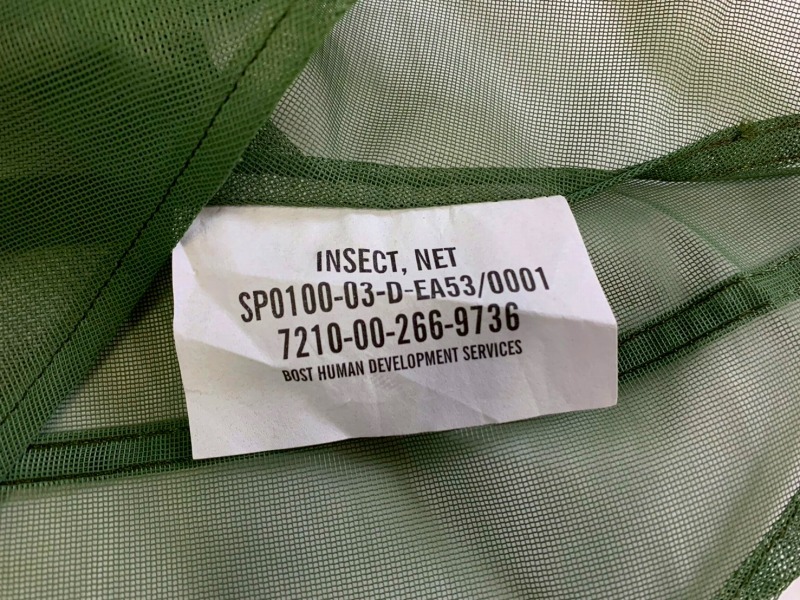 INSECT, NET
SP0100-03-D-EA53/0001
7210-00-266-9736
BOST HUMAN DEVELOPMENT SERVICES